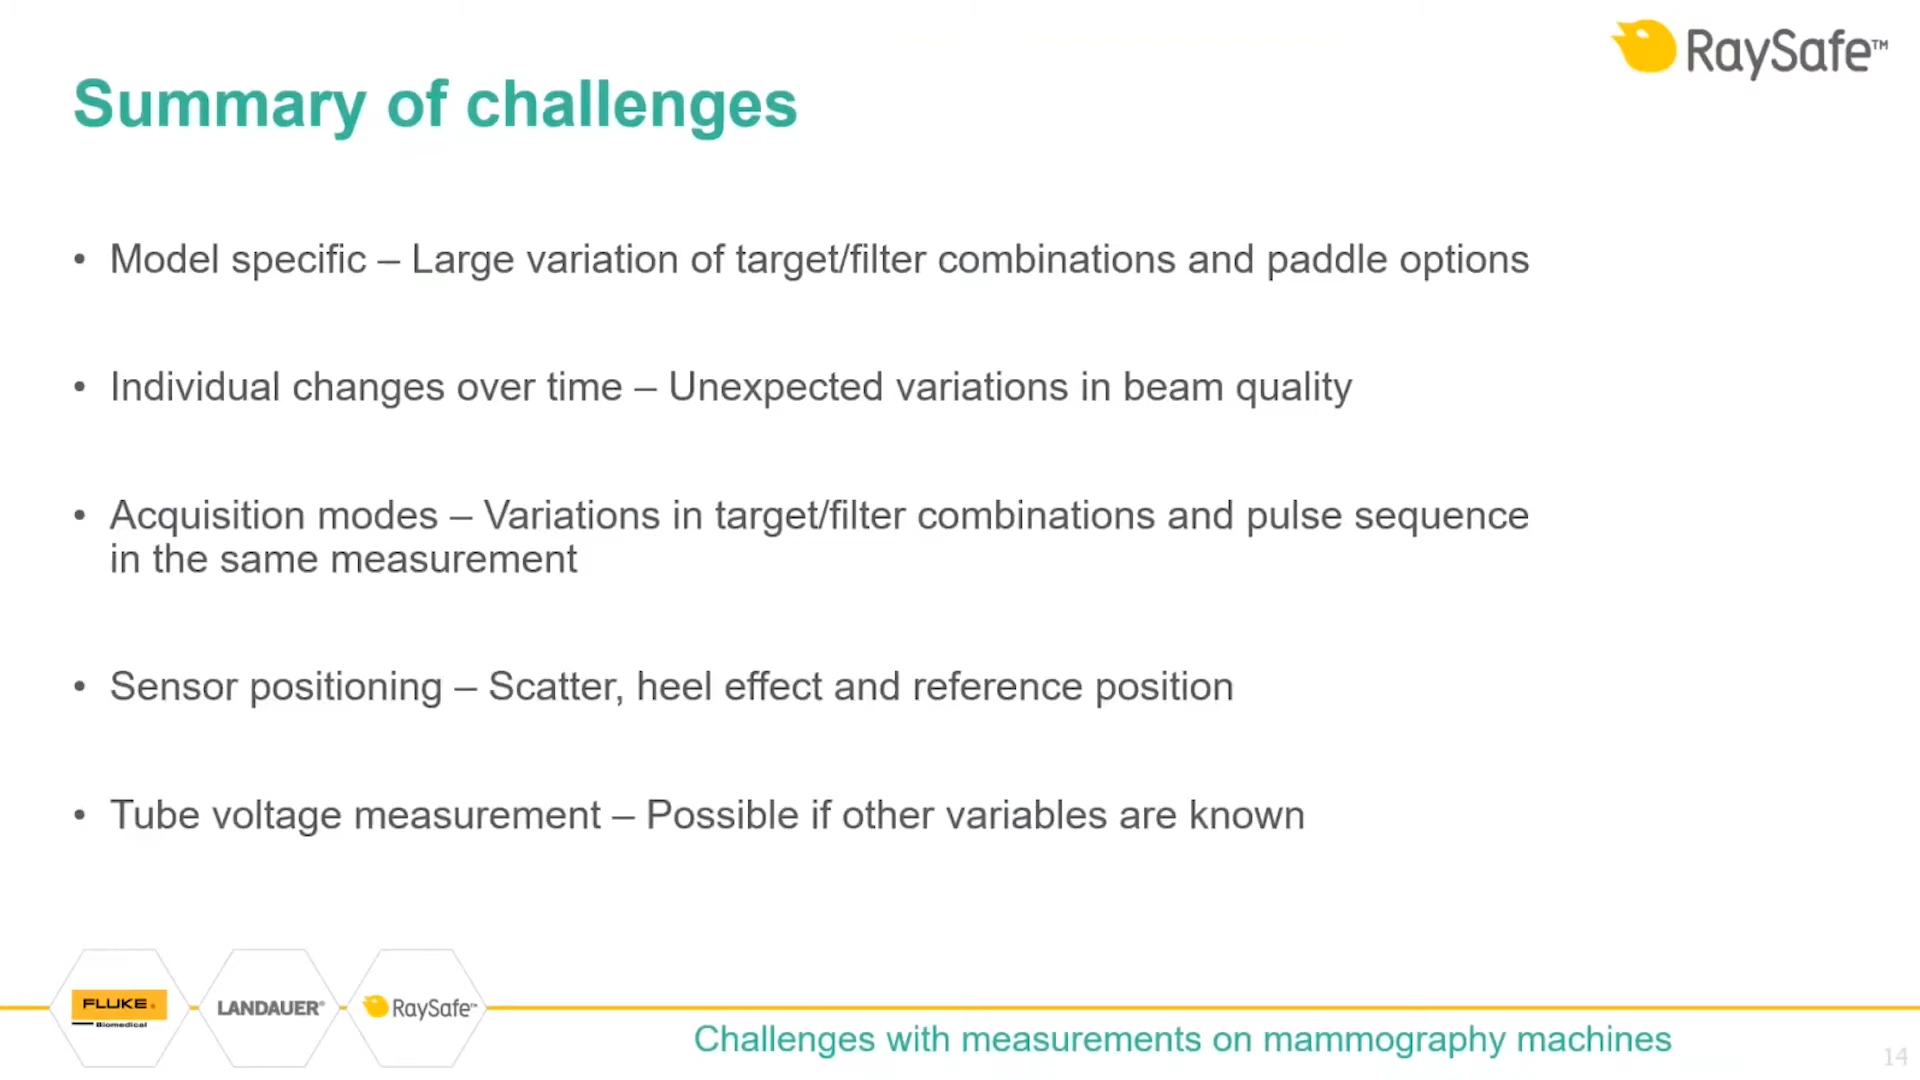 RaySafe™
Summary of challenges
• Model specific – Large variation of target/filter combinations and paddle options
• Individual changes over time – Unexpected variations in beam quality
• Acquisition modes – Variations in target/filter combinations and pulse sequence
in the same measurement
• Sensor positioning – Scatter, heel effect and reference position
• Tube voltage measurement – Possible if other variables are known
FLUKE®
Biomedical
LANDAUER®
RaySafe™
Challenges with measurements on mammography machines
14